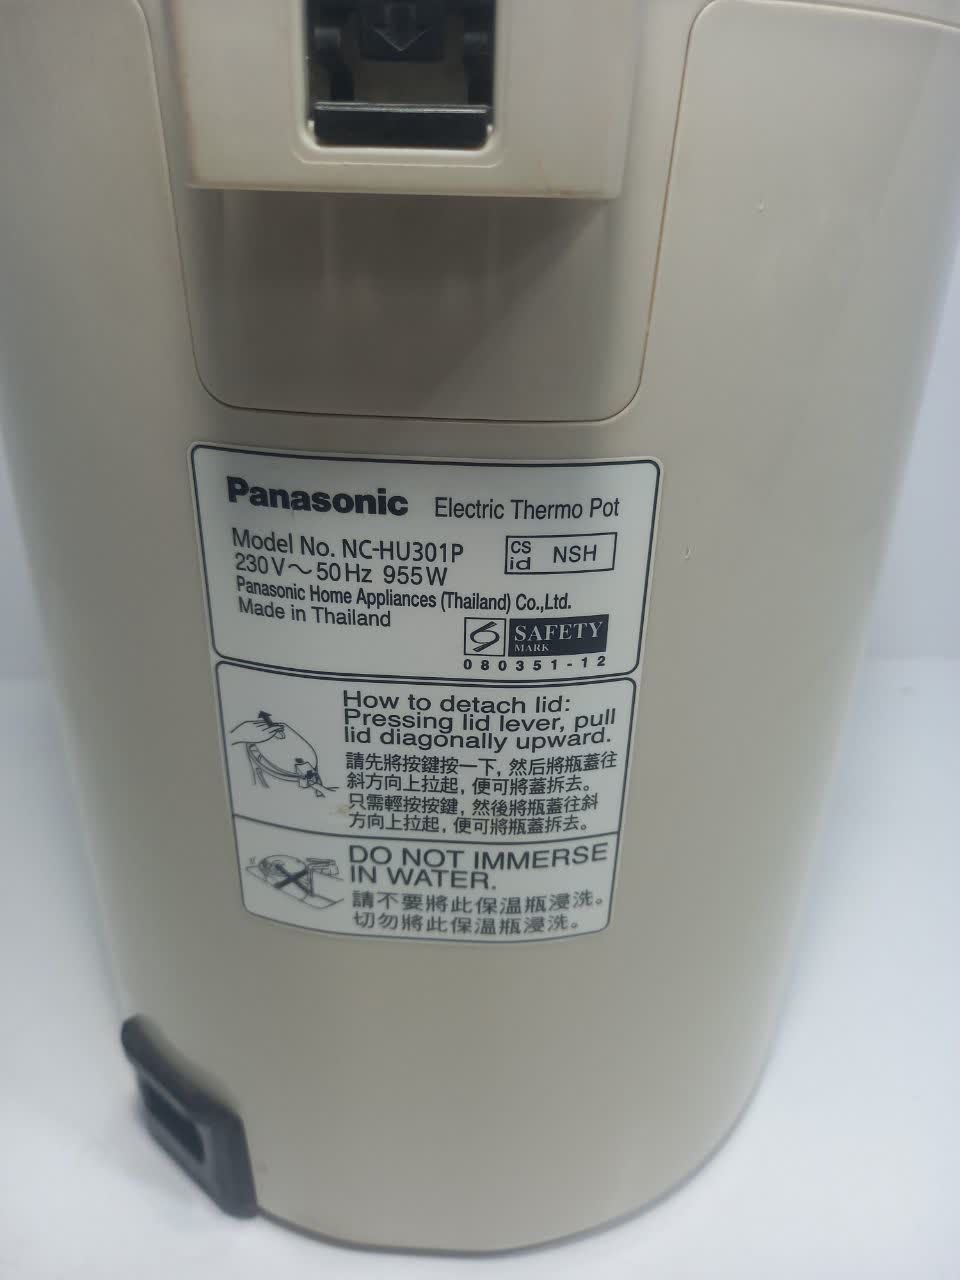 Panasonic Electric Thermo Pot
Model No. NC-HU301P
CS id NSH
230V～50Hz 955W
Panasonic Home Appliances (Thailand) Co.,Ltd.
Made in Thailand
SAFETY
MARK
080351-12
How to detach lid:
Pressing lid lever, pull
lid diagonally upward.
請先將按鍵按一下, 然后將瓶蓋往
斜方向上拉起, 便可將蓋拆去。
只需輕按按鍵, 然後將瓶蓋往斜
方向上拉起, 便可將瓶蓋拆去。
DO NOT IMMERSE
IN WATER.
請不要將此保溫瓶浸洗。
切勿將此保溫瓶浸洗。